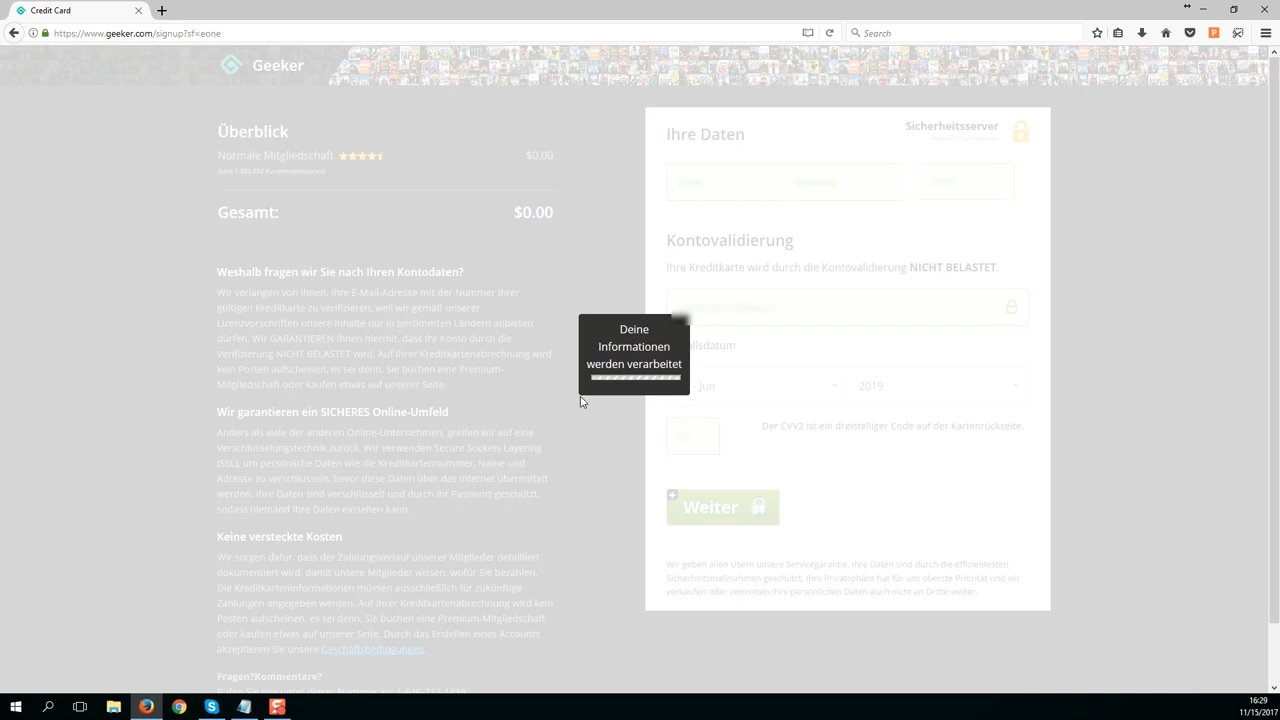 Credit Card
https://www.geeker.com/signup?sf=eone
Search
Geeker
Überblick
Normale Mitgliedschaft $0.00
Gesamt: $0.00
Weshalb fragen wir Sie nach Ihren Kontodaten?
Wir verlangen von Ihnen, Ihre E-Mail-Adresse mit der Nummer Ihrer
gültigen Kreditkarte zu verifizieren, weil wir gemäß unserer
Lizenzvorschriften unsere Inhalte nur in bestimmten Ländern anbieten
dürfen. Wir GARANTIEREN Ihnen hiermit, dass Ihr Konto durch die
Verifizierung NICHT BELASTET wird. Auf Ihrer Kreditkartenabrechnung wird
kein Posten aufscheinen, es sei denn, Sie buchen eine Premium-
Mitgliedschaft oder kaufen etwas auf unserer Seite.
Wir garantieren ein SICHERES Online-Umfeld
Anders als viele der anderen Online-Unternehmen, greifen wir auf eine
Verschlüsselungstechnik zurück. Wir verwenden Secure Sockets Layering
(SSL), um persönliche Daten wie die Kreditkartennummer, Name und
Adresse zu verschlüsseln, bevor diese Daten über das Internet übermittelt
werden. Ihre Daten sind verschlüsselt und durch Ihr Passwort geschützt,
sodass niemand Ihre Daten einsehen kann.
Keine versteckte Kosten
Wir sorgen dafür, dass der Zahlungsverlauf unserer Mitglieder detailliert
dokumentiert wird, damit unsere Mitglieder wissen, wofür Sie bezahlen.
Die Kreditkarteninformationen müssen ausschließlich für zukünftige
Zahlungen angegeben werden. Auf Ihrer Kreditkartenabrechnung wird kein
Posten aufscheinen, es sei denn, Sie buchen eine Premium-Mitgliedschaft
oder kaufen etwas auf unserer Seite. Durch das Erstellen eines Accounts
akzeptieren Sie unsere Geschäftsbedingungen.
Fragen?Kommentare?
Ihre Daten
Sicherheitsserver
Kontovalidierung
Ihre Kreditkarte wird durch die Kontovalidierung NICHT BELASTET.
llsdatum
- Jun 2019
Der CVV2 ist ein dreistelliger Code auf der Kartenrückseite.
Weiter
Wir geben allen Usern unsere Servicegarantie. Ihre Daten sind durch die effizientesten
Sicherheitsmaßnahmen geschützt. Ihre Privatsphäre hat für uns oberste Priorität und wir
verkaufen oder vermieten Ihre persönlichen Daten auch nicht an Dritte weiter.
Deine
Informationen
werden verarbeitet
16:29
11/15/2017